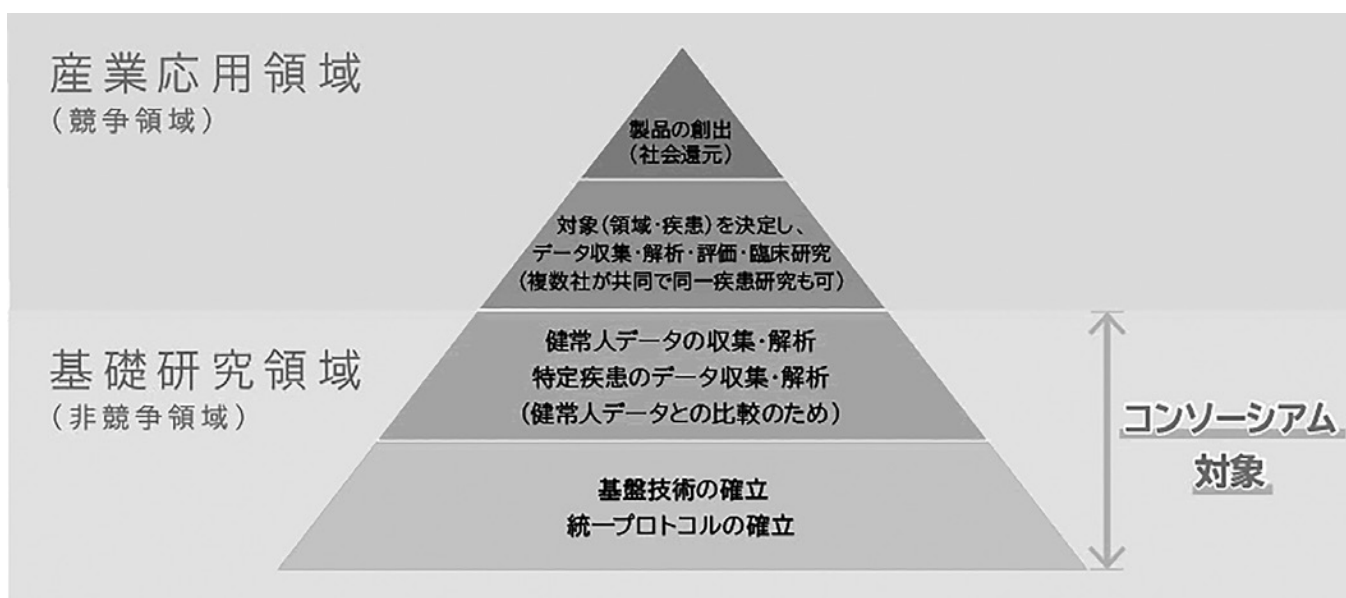 産業応用領域
（競争領域）
製品の創出
（社会還元）
対象（領域・疾患）を決定し、
データ収集・解析・評価・臨床研究
（複数社が共同で同一疾患研究も可）
基礎研究領域
（非競争領域）
健常人データの収集・解析
特定疾患のデータ収集・解析
（健常人データとの比較のため）
基盤技術の確立
統一プロトコルの確立
コンソーシアム
対象